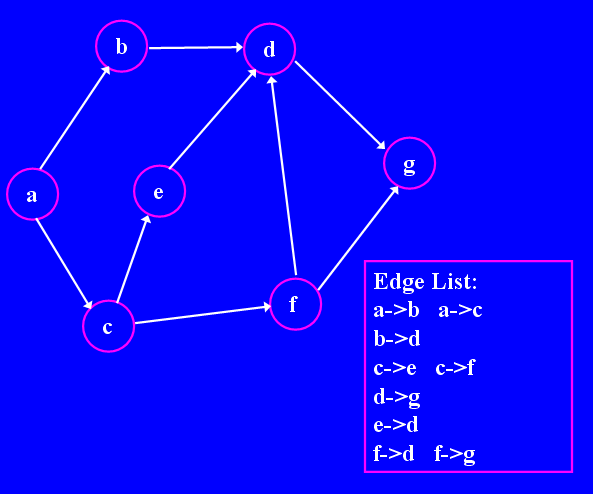 b
d
g
a
e
f
c
Edge List:
a->b a->c
b->d
c->e c->f
d->g
e->d
f->d f->g